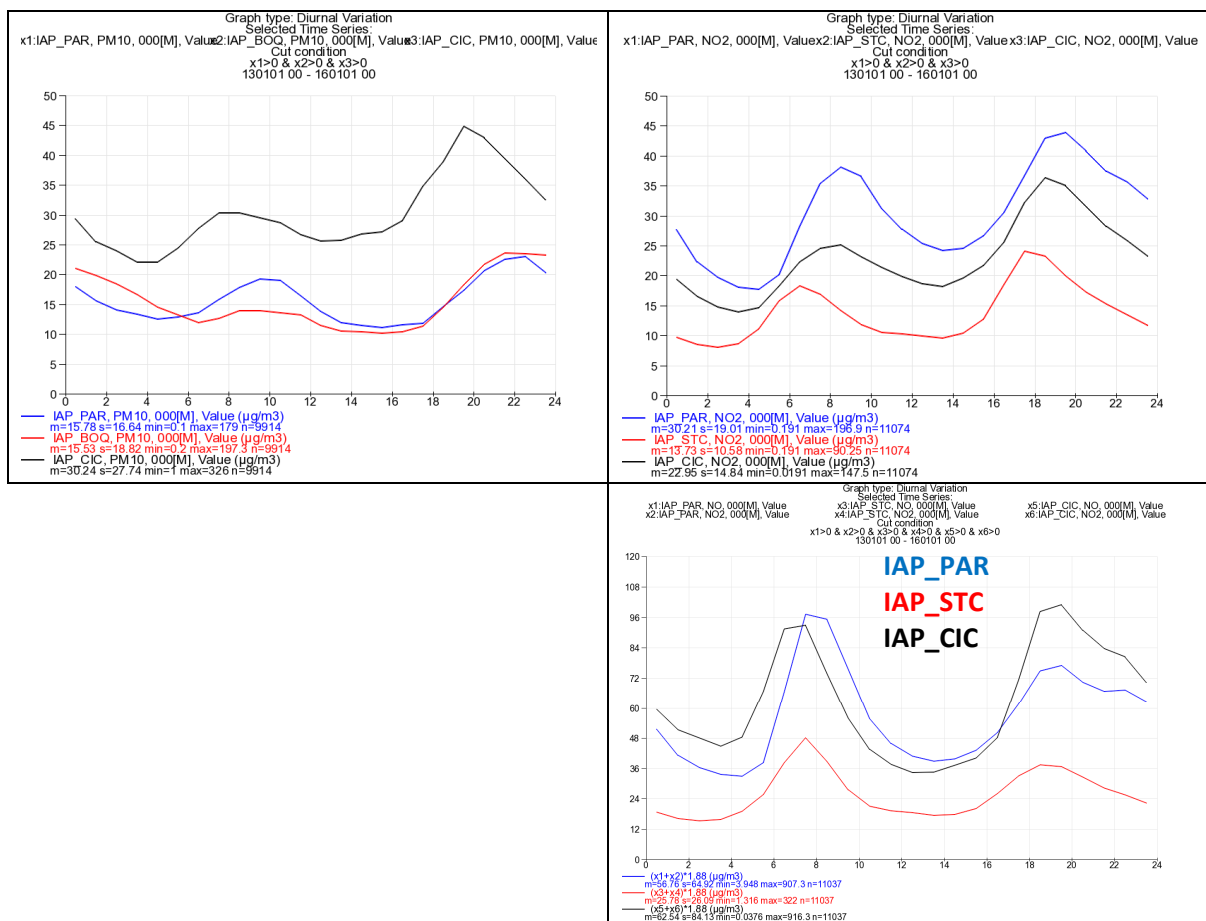 Graph type: Diurnal Variation
Selected Time Series:
x1:IAP_PAR, PM10, 000[M], Value x2:IAP_BOQ, PM10, 000[M], Value x3:IAP_CIC, PM10, 000[M], Value
Cut condition
x1>0 & x2>0 & x3>0
130101 00 - 160101 00
50
45
40
35
30
25
20
15
10
5
0
0 2 4 6 8 10 12 14 16 18 20 22 24
IAP_PAR, PM10, 000[M], Value (µg/m3)
m=15.78 s=16.64 min=0.1 max=179 n=9914
IAP_BOQ, PM10, 000[M], Value (µg/m3)
m=15.53 s=18.82 min=0.2 max=197.3 n=9914
IAP_CIC, PM10, 000[M], Value (µg/m3)
m=30.24 s=27.74 min=1 max=326 n=9914
Graph type: Diurnal Variation
Selected Time Series:
x1:IAP_PAR, NO2, 000[M], Value x2:IAP_STC, NO2, 000[M], Value x3:IAP_CIC, NO2, 000[M], Value
Cut condition
x1>0 & x2>0 & x3>0
130101 00 - 160101 00
50
45
40
35
30
25
20
15
10
5
0
0 2 4 6 8 10 12 14 16 18 20 22 24
IAP_PAR, NO2, 000[M], Value (µg/m3)
m=30.21 s=19.01 min=0.191 max=196.9 n=11074
IAP_STC, NO2, 000[M], Value (µg/m3)
m=13.73 s=10.58 min=0.191 max=90.25 n=11074
IAP_CIC, NO2, 000[M], Value (µg/m3)
m=22.95 s=14.84 min=0.0191 max=147.5 n=11074
Graph type: Diurnal Variation
Selected Time Series:
x1:IAP_PAR, NO, 000[M], Value x3:IAP_STC, NO, 000[M], Value x5:IAP_CIC, NO, 000[M], Value
x2:IAP_PAR, NO2, 000[M], Value x4:IAP_STC, NO2, 000[M], Value x6:IAP_CIC, NO2, 000[M], Value
Cut condition
x1>0 & x2>0 & x3>0 & x4>0 & x5>0 & x6>0
130101 00 - 160101 00
IAP_PAR
IAP_STC
IAP_CIC
120
108
96
84
72
60
48
36
24
12
0
0 2 4 6 8 10 12 14 16 18 20 22 24
(x1+x2)*1.88 (µg/m3)
m=56.76 s=64.92 min=3.948 max=907.3 n=11037
(x3+x4)*1.88 (µg/m3)
m=25.78 s=26.09 min=1.316 max=322 n=11037
(x5+x6)*1.88 (µg/m3)
m=62.54 s=84.13 min=0.0376 max=916.3 n=11037